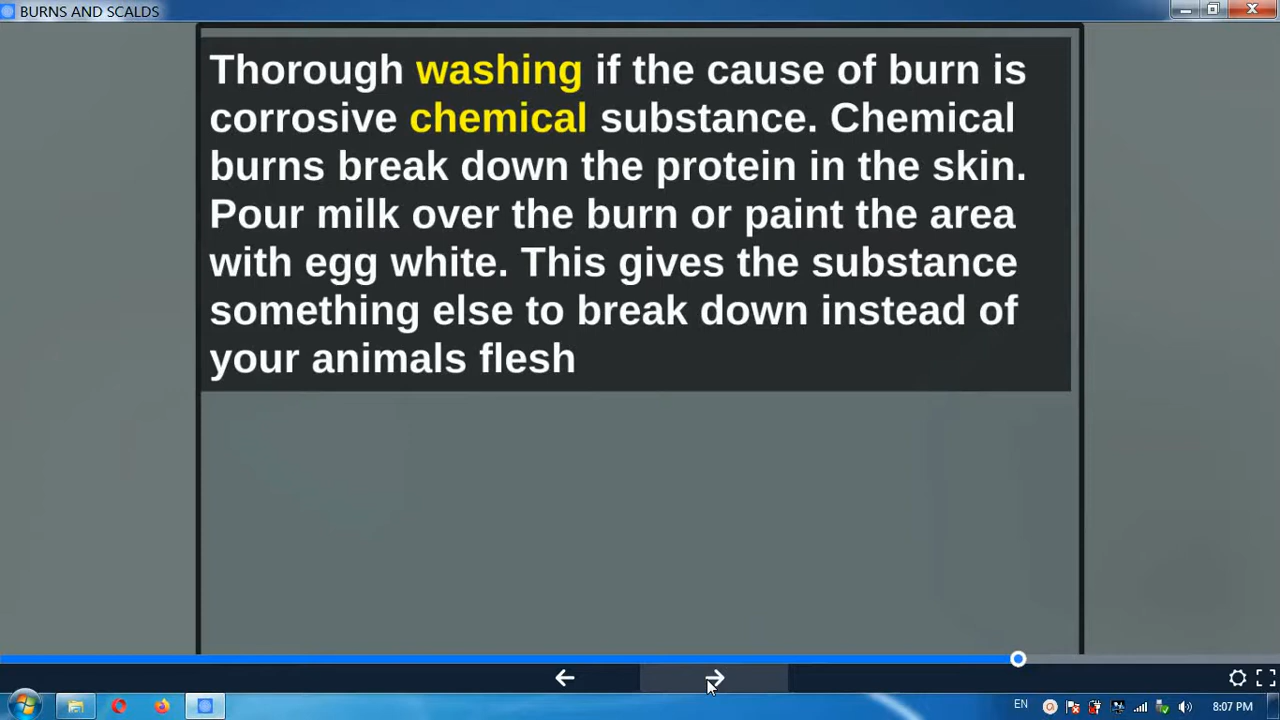 BURNS AND SCALDS
Thorough washing if the cause of burn is
corrosive chemical substance. Chemical
burns break down the protein in the skin.
Pour milk over the burn or paint the area
with egg white. This gives the substance
something else to break down instead of
your animals flesh
EN
8:07 PM